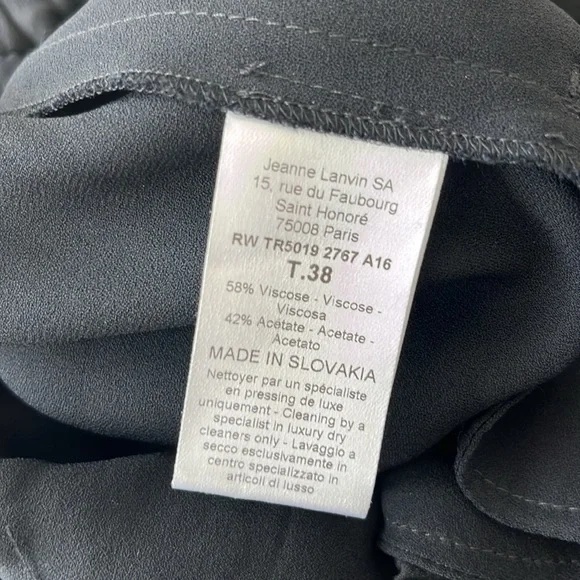 Jeanne Lanvin SA
15, rue du Faubourg
Saint Honoré
75008 Paris
RW TR5019 2767 A16
T.38
58% Viscose - Viscose -
Viscosa
42% Acétate - Acetate -
Acetato
MADE IN SLOVAKIA
Nettoyer par un spécialiste
en pressing de luxe
uniquement - Cleaning by a
specialist in luxury dry
cleaners only - Lavaggio a
secco esclusivamente in
centro specializzato in
articoli di lusso